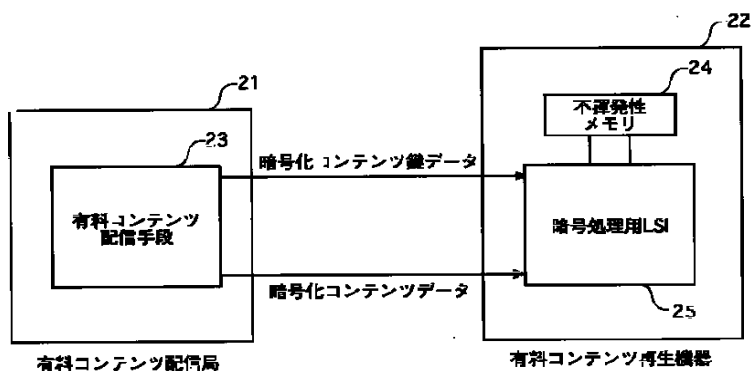 22
21
24
不揮発性
メモリ
23
暗号化コンテンツ鍵データ
有料コンテンツ
配信手段
暗号処理用LSI
暗号化コンテンツデータ
25
有料コンテンツ配信局
有料コンテンツ再生機器